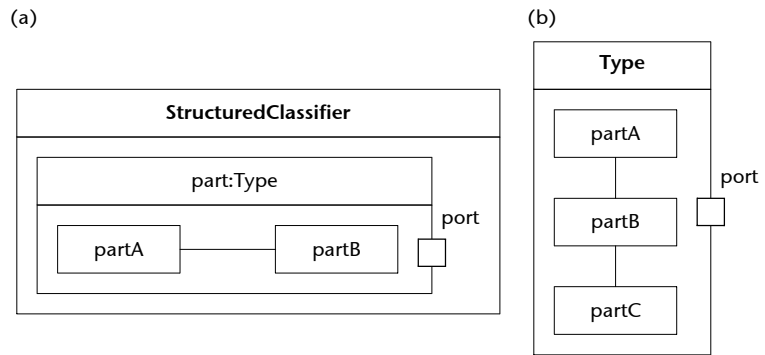 (a)
StructuredClassifier
part:Type
port
partA
partB
(b)
Type
partA
port
partB
partC